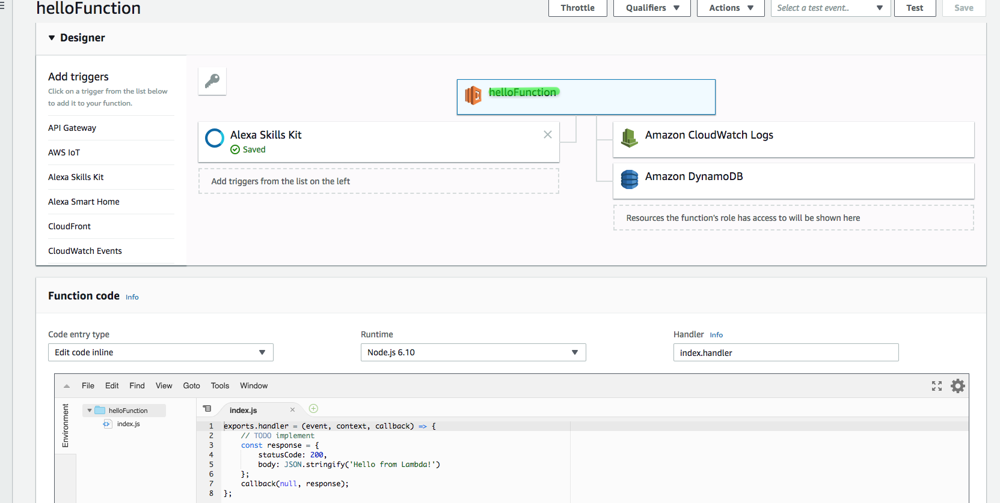 helloFunction
Throttle
Qualifiers
Actions
Select a test event..
Test
Save
Designer
Add triggers
Click on a trigger from the list below
to add it to your function.
API Gateway
AWS IoT
Alexa Skills Kit
Alexa Smart Home
CloudFront
CloudWatch Events
helloFunction
Alexa Skills Kit
Saved
Add triggers from the list on the left
Amazon CloudWatch Logs
Amazon DynamoDB
Resources the function's role has access to will be shown here
Function code Info
Code entry type
Edit code inline
Runtime
Node.js 6.10
Handler Info
index.handler
File Edit Find View Goto Tools Window
Environment
helloFunction
index.js
index.js
1 exports.handler = (event, context, callback) => {
2     // TODO implement
3     const response = {
4         statusCode: 200,
5         body: JSON.stringify('Hello from Lambda!')
6     };
7     callback(null, response);
8 };